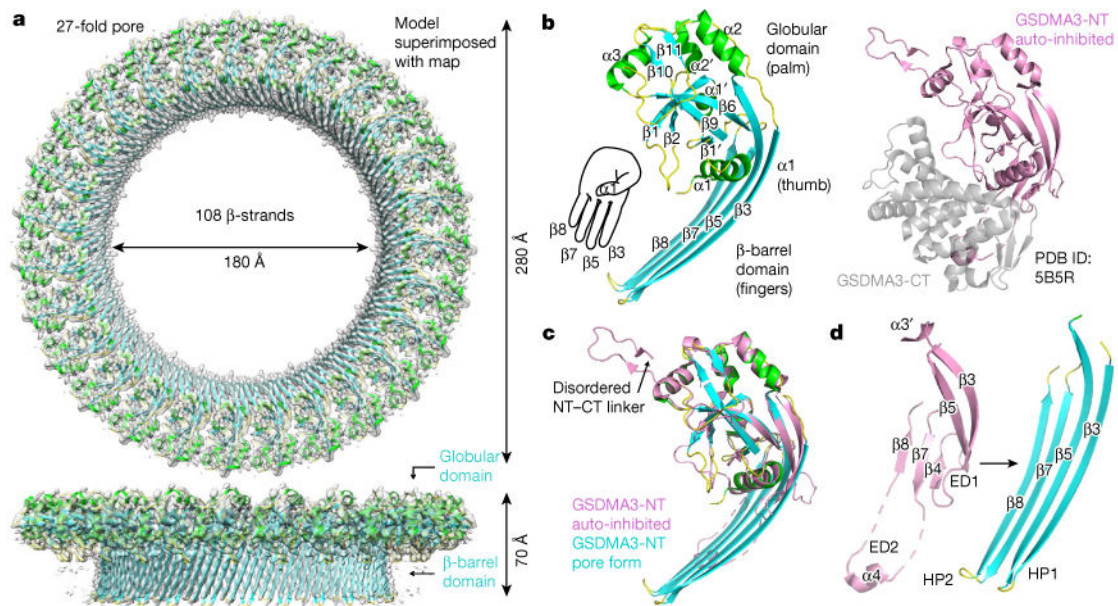 a
27-fold pore
Model
superimposed
with map
108 β-strands
180 Å
280 Å
Globular
domain
70 Å
β-barrel
domain
b
α2
Globular
domain
(palm)
α3
β11
β10
α2′
α1′
β6
β1
β2
β9
β1′
α1
α1
(thumb)
β8
β7
β5
β3
β8
β7
β5
β3
β-barrel
domain
(fingers)
GSDMA3-NT
auto-inhibited
GSDMA3-CT
PDB ID:
5B5R
c
Disordered
NT–CT linker
GSDMA3-NT
auto-inhibited
GSDMA3-NT
pore form
d
α3′
β3
β5
β8
β7
β4
ED1
ED2
α4
β3
β5
β7
β8
HP2
HP1